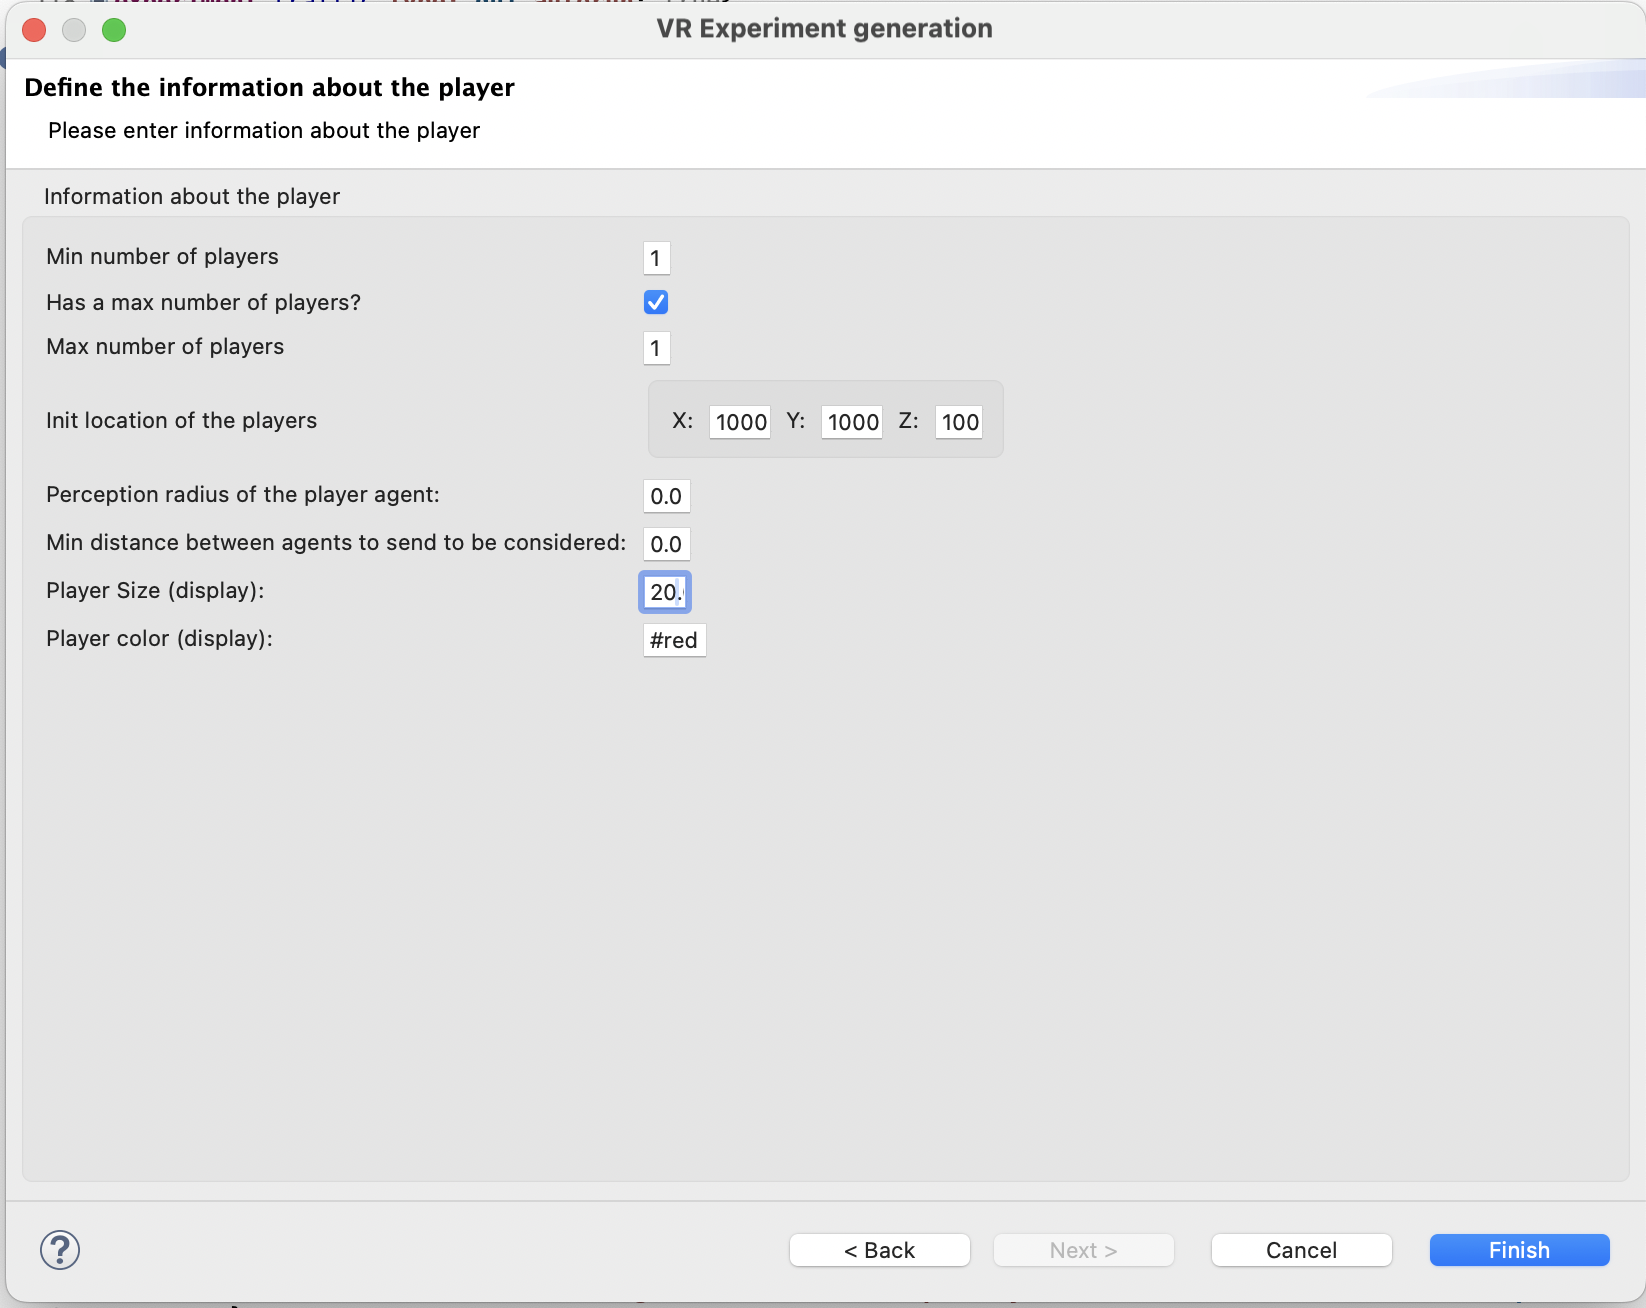 VR Experiment generation
Define the information about the player
Please enter information about the player
Information about the player
Min number of players 1
Has a max number of players?
Max number of players 1
Init location of the players X: 1000 Y: 1000 Z: 100
Perception radius of the player agent: 0.0
Min distance between agents to send to be considered: 0.0
Player Size (display): 20.
Player color (display): #red
? < Back Next > Cancel Finish